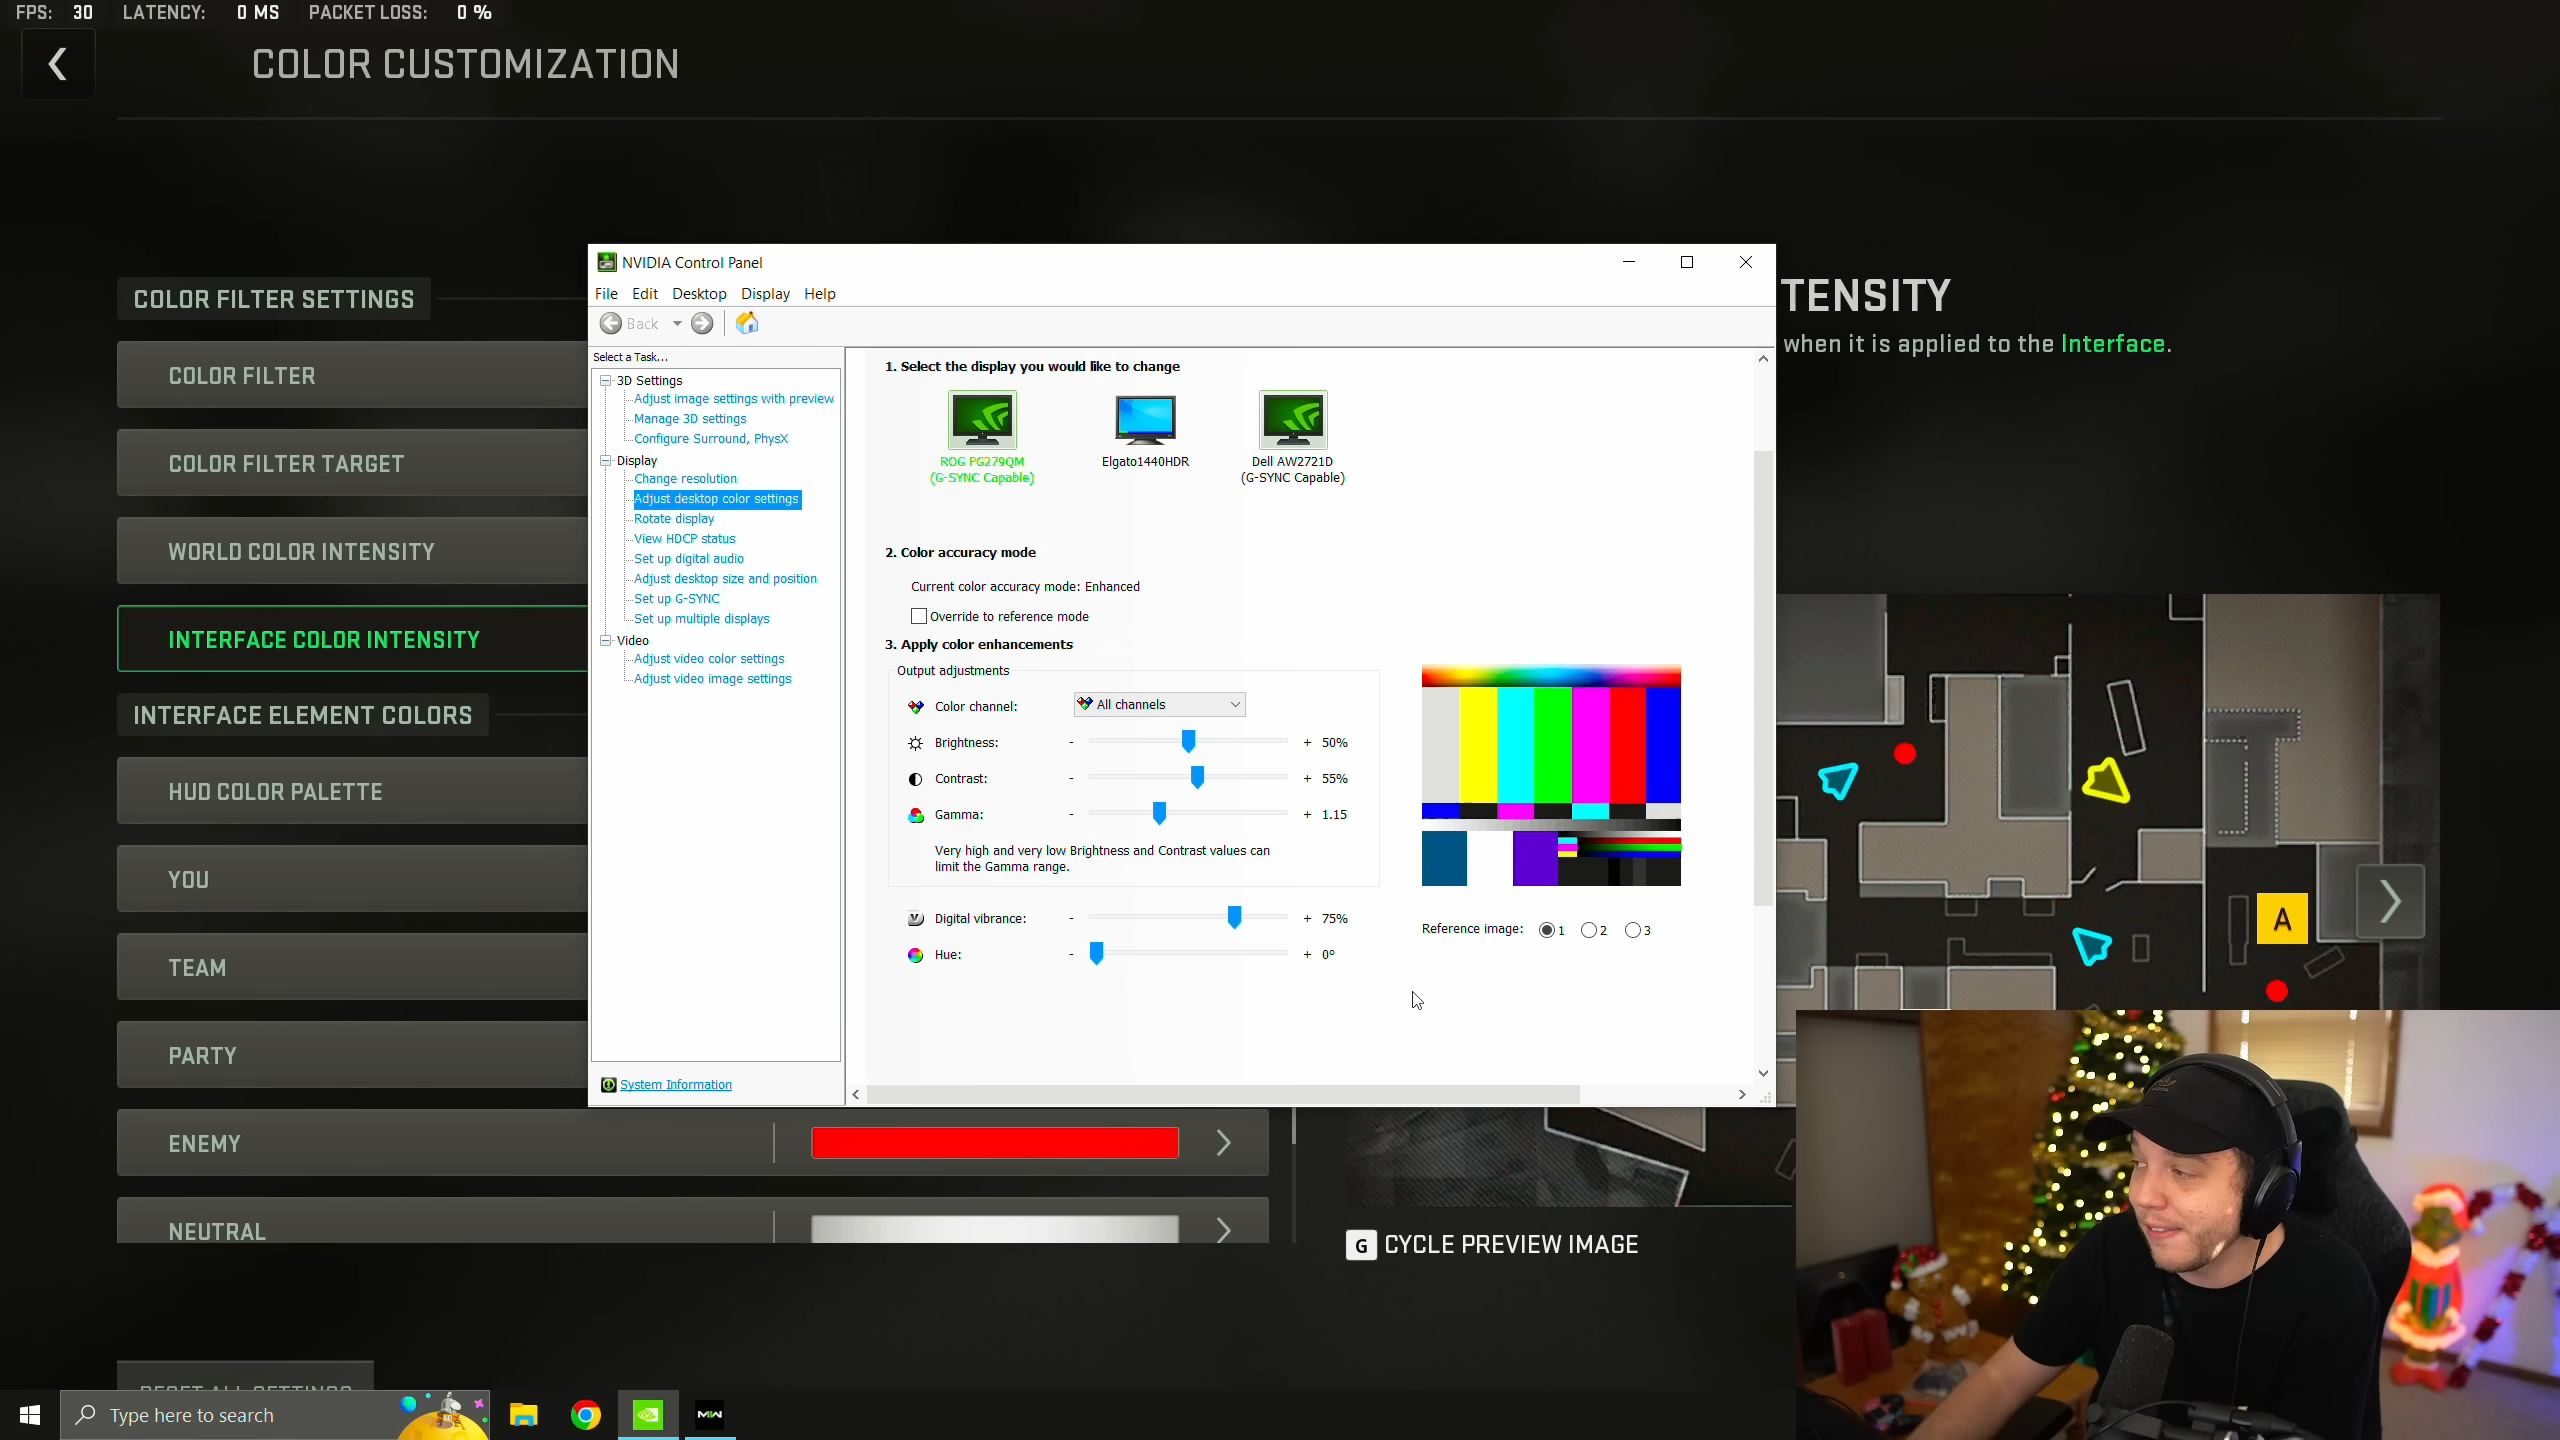 FPS: 30 LATENCY: 0 MS PACKET LOSS: 0 %
COLOR CUSTOMIZATION
COLOR FILTER SETTINGS
COLOR FILTER
COLOR FILTER TARGET
WORLD COLOR INTENSITY
INTERFACE COLOR INTENSITY
INTERFACE ELEMENT COLORS
HUD COLOR PALETTE
YOU
TEAM
PARTY
ENEMY
NEUTRAL
RESET ALL SETTINGS
NVIDIA Control Panel
File Edit Desktop Display Help
Back
Select a Task...
3D Settings
Adjust image settings with preview
Manage 3D settings
Configure Surround, PhysX
Display
Change resolution
Adjust desktop color settings
Rotate display
View HDCP status
Set up digital audio
Adjust desktop size and position
Set up G-SYNC
Set up multiple displays
Video
Adjust video color settings
Adjust video image settings
System Information
1. Select the display you would like to change
ROG PG279QM
(G-SYNC Capable)
Elgato1440HDR
Dell AW2721D
(G-SYNC Capable)
2. Color accuracy mode
Current color accuracy mode: Enhanced
Override to reference mode
3. Apply color enhancements
Output adjustments
Color channel: All channels
Brightness: - + 50%
Contrast: - + 55%
Gamma: - + 1.15
Very high and very low Brightness and Contrast values can
limit the Gamma range.
Digital vibrance: - + 75%
Hue: - + 0°
Reference image: 1 2 3
TENSITY
when it is applied to the Interface.
A
G CYCLE PREVIEW IMAGE
Type here to search
MW